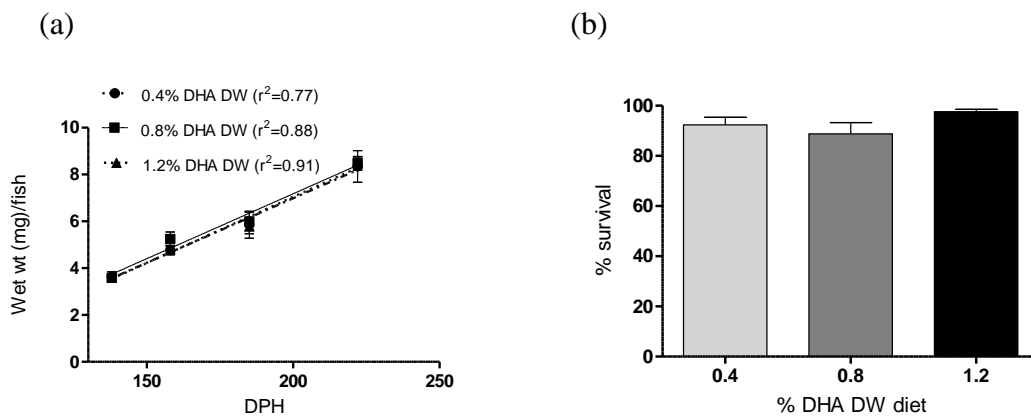 (a)
0.4% DHA DW (r²=0.77)
0.8% DHA DW (r²=0.88)
1.2% DHA DW (r²=0.91)
Wet wt (mg)/fish
10
8
6
4
2
0
150
200
250
DPH
(b)
% survival
100
80
60
40
20
0
0.4
0.8
1.2
% DHA DW diet